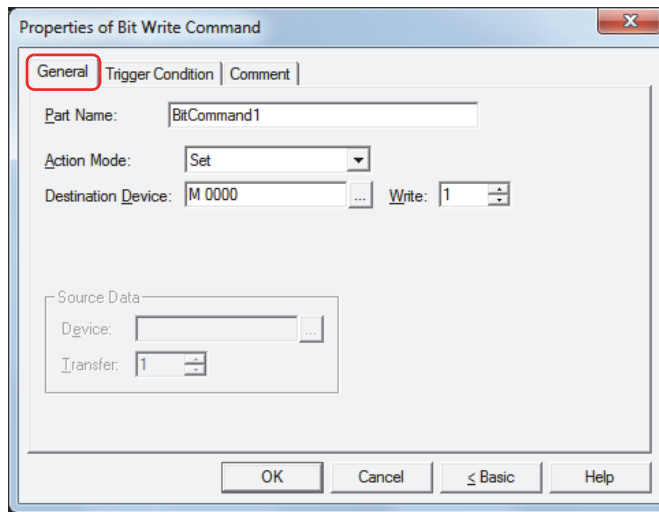 Properties of Bit Write Command
General Trigger Condition Comment
Part Name: BitCommand1
Action Mode: Set
Destination Device: M 0000 ... Write: 1
Source Data
Device: ...
Transfer: 1
OK Cancel < Basic Help